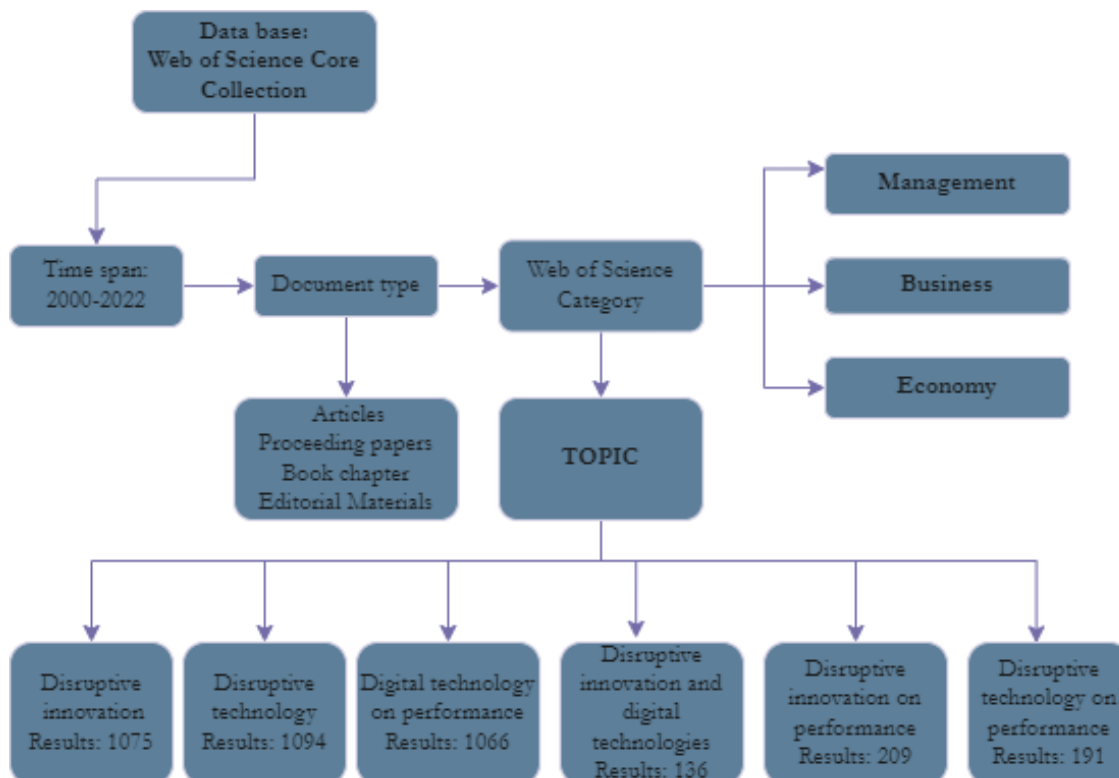 Data base:
Web of Science Core
Collection
Time span:
2000-2022
Document type
Web of Science
Category
Management
Business
Economy
Articles
Proceeding papers
Book chapter
Editorial Materials
TOPIC
Disruptive
innovation
Results: 1075
Disruptive
technology
Results: 1094
Digital technology
on performance
Results: 1066
Disruptive
innovation and
digital
technologies
Results: 136
Disruptive
innovation on
performance
Results: 209
Disruptive
technology on
performance
Results: 191